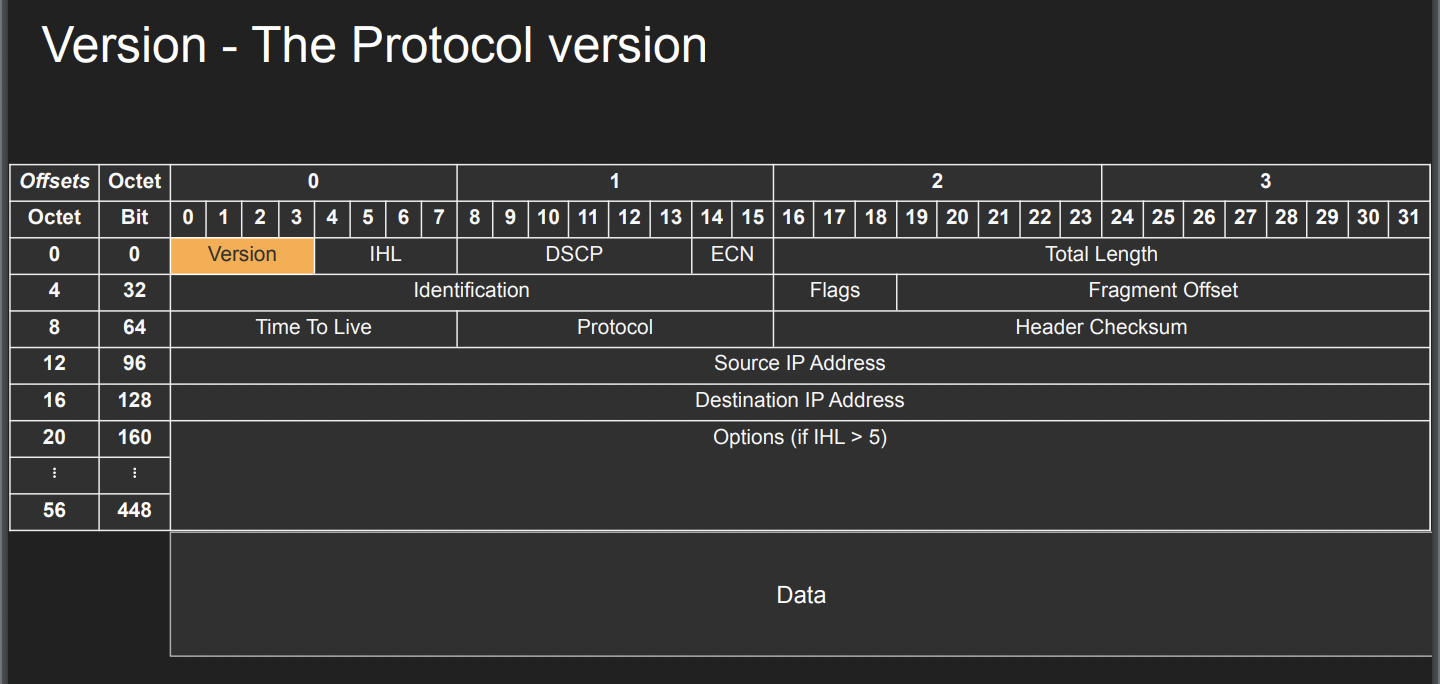 Version - The Protocol version
Offsets Octet 0 1 2 3
Octet Bit 0 1 2 3 4 5 6 7 8 9 10 11 12 13 14 15 16 17 18 19 20 21 22 23 24 25 26 27 28 29 30 31
0 0 Version IHL DSCP ECN Total Length
4 32 Identification Flags Fragment Offset
8 64 Time To Live Protocol Header Checksum
12 96 Source IP Address
16 128 Destination IP Address
20 160 Options (if IHL > 5)
⋮ ⋮
56 448
Data